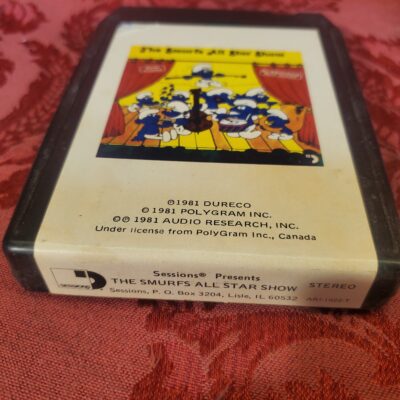 The Smurfs All Star Show
©1981 DURECO
©1981 POLYGRAM INC.
©℗1981 AUDIO RESEARCH, INC.
Under license from PolyGram Inc., Canada
SESSIONS
Sessions® Presents
THE SMURFS ALL STAR SHOW
STEREO
Sessions, P. O. Box 3204, Lisle, IL 60532